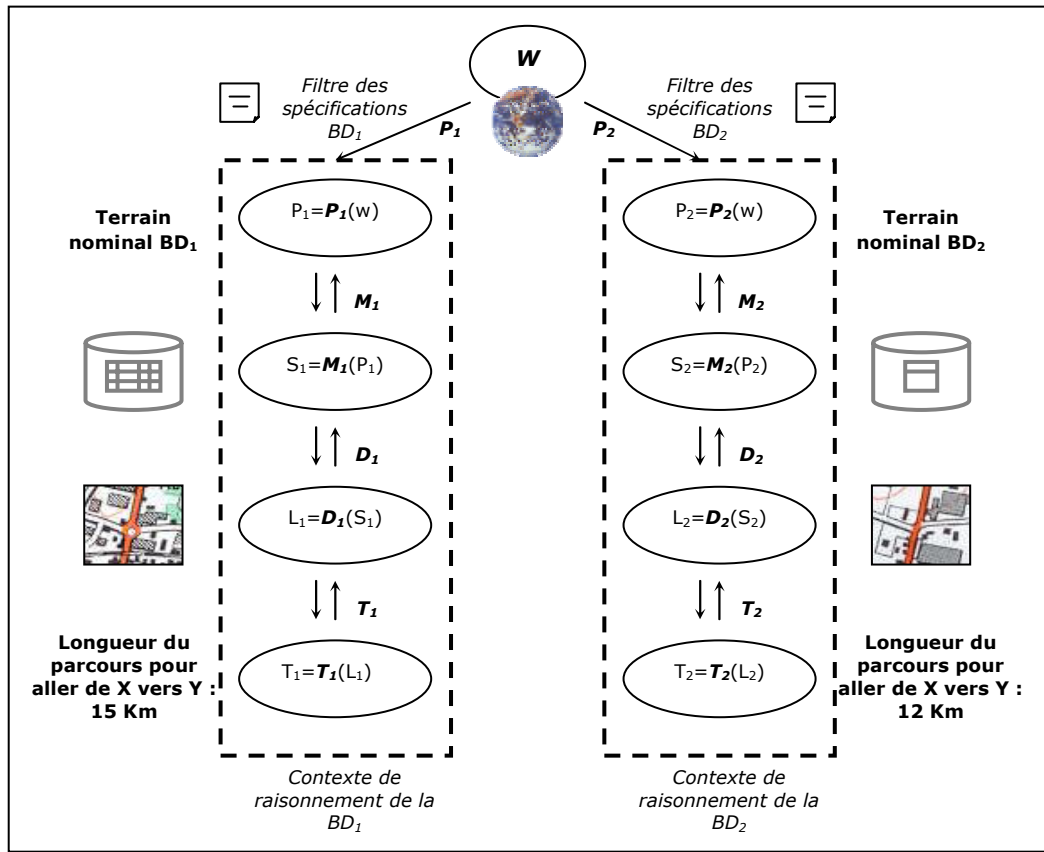 W
Filtre des
spécifications
BD₁
P₁
P₂
Filtre des
spécifications
BD₂
Terrain
nominal BD₁
P₁=P₁(w)
M₁
S₁=M₁(P₁)
D₁
L₁=D₁(S₁)
T₁
T₁=T₁(L₁)
Longueur du
parcours pour
aller de X vers Y :
15 Km
Contexte de
raisonnement de la
BD₁
P₂=P₂(w)
Terrain
nominal BD₂
M₂
S₂=M₂(P₂)
D₂
L₂=D₂(S₂)
T₂
T₂=T₂(L₂)
Longueur du
parcours pour
aller de X vers Y :
12 Km
Contexte de
raisonnement de la
BD₂